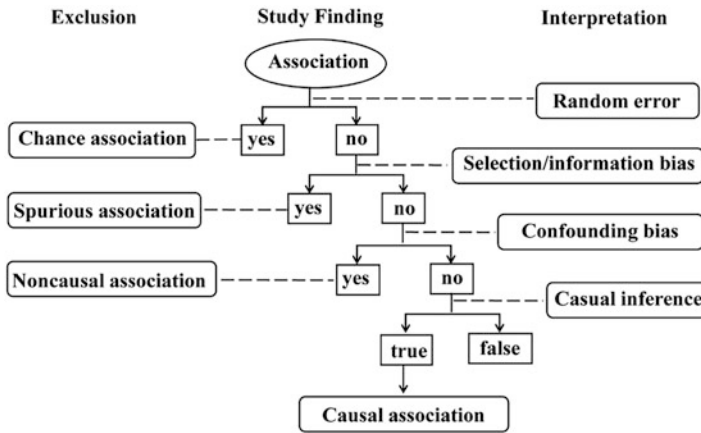 Exclusion Study Finding Interpretation
Association
Random error
Chance association yes no
Selection/information bias
Spurious association yes no
Confounding bias
Noncausal association yes no
Casual inference
true false
Causal association